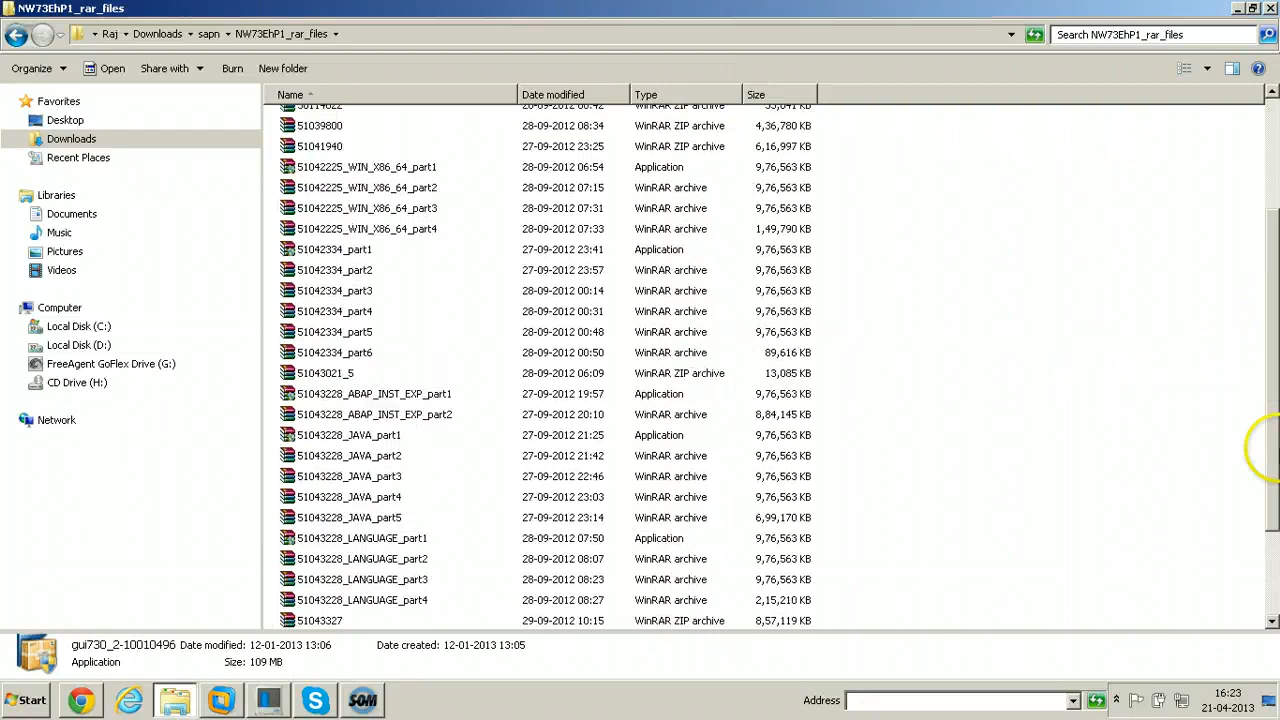 NW73EhP1_rar_files
Raj Downloads sapn NW73EhP1_rar_files
Search NW73EhP1_rar_files
Organize Open Share with Burn New folder
Favorites
Desktop
Downloads
Recent Places
Libraries
Documents
Music
Pictures
Videos
Computer
Local Disk (C:)
Local Disk (D:)
FreeAgent GoFlex Drive (G:)
CD Drive (H:)
Network
Name Date modified Type Size
51039800 28-09-2012 08:34 WinRAR ZIP archive 4,36,780 KB
51041940 27-09-2012 23:25 WinRAR ZIP archive 6,16,997 KB
51042225_WIN_X86_64_part1 28-09-2012 06:54 Application 9,76,563 KB
51042225_WIN_X86_64_part2 28-09-2012 07:15 WinRAR archive 9,76,563 KB
51042225_WIN_X86_64_part3 28-09-2012 07:31 WinRAR archive 9,76,563 KB
51042225_WIN_X86_64_part4 28-09-2012 07:33 WinRAR archive 1,49,790 KB
51042334_part1 27-09-2012 23:41 Application 9,76,563 KB
51042334_part2 27-09-2012 23:57 WinRAR archive 9,76,563 KB
51042334_part3 28-09-2012 00:14 WinRAR archive 9,76,563 KB
51042334_part4 28-09-2012 00:31 WinRAR archive 9,76,563 KB
51042334_part5 28-09-2012 00:48 WinRAR archive 9,76,563 KB
51042334_part6 28-09-2012 00:50 WinRAR archive 89,616 KB
51043021_5 28-09-2012 06:09 WinRAR ZIP archive 13,085 KB
51043228_ABAP_INST_EXP_part1 27-09-2012 19:57 Application 9,76,563 KB
51043228_ABAP_INST_EXP_part2 27-09-2012 20:10 WinRAR archive 8,84,145 KB
51043228_JAVA_part1 27-09-2012 21:25 Application 9,76,563 KB
51043228_JAVA_part2 27-09-2012 21:42 WinRAR archive 9,76,563 KB
51043228_JAVA_part3 27-09-2012 22:46 WinRAR archive 9,76,563 KB
51043228_JAVA_part4 27-09-2012 23:03 WinRAR archive 9,76,563 KB
51043228_JAVA_part5 27-09-2012 23:14 WinRAR archive 6,99,170 KB
51043228_LANGUAGE_part1 28-09-2012 07:50 Application 9,76,563 KB
51043228_LANGUAGE_part2 28-09-2012 08:07 WinRAR archive 9,76,563 KB
51043228_LANGUAGE_part3 28-09-2012 08:23 WinRAR archive 9,76,563 KB
51043228_LANGUAGE_part4 28-09-2012 08:27 WinRAR archive 2,15,210 KB
51043327 29-09-2012 10:15 WinRAR ZIP archive 8,57,119 KB
gui730_2-10010496 Date modified: 12-01-2013 13:06 Date created: 12-01-2013 13:05
Application Size: 109 MB
Start
SOM
Address
16:23
21-04-2013